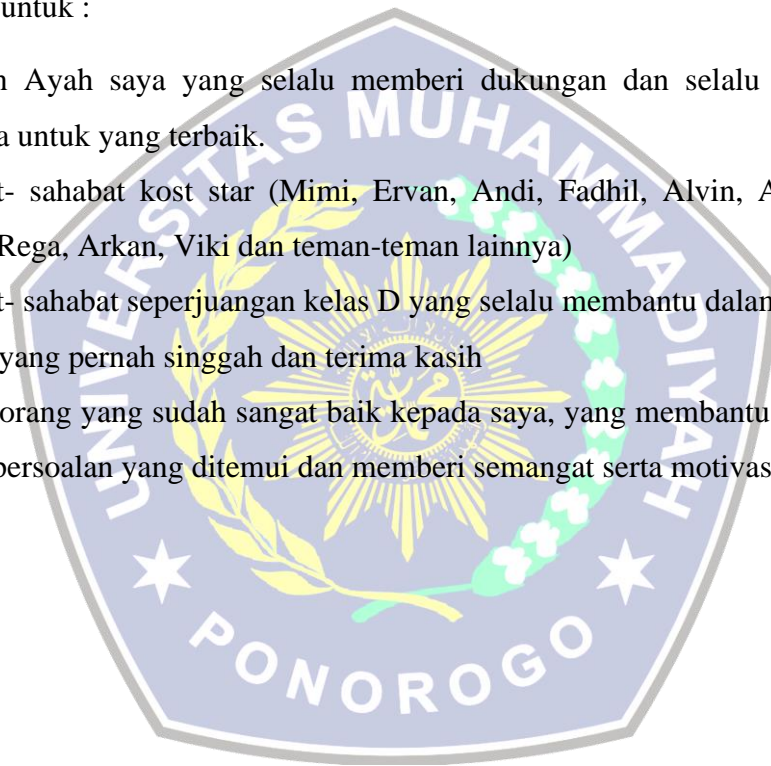 untuk :
n Ayah saya yang selalu memberi dukungan dan selalu
a untuk yang terbaik.
t- sahabat kost star (Mimi, Ervan, Andi, Fadhil, Alvin, A
Rega, Arkan, Viki dan teman-teman lainnya)
t- sahabat seperjuangan kelas D yang selalu membantu dalan
yang pernah singgah dan terima kasih
orang yang sudah sangat baik kepada saya, yang membantu
persoalan yang ditemui dan memberi semangat serta motivas
UNIVERSITAS MUHAMMADIYAH
PONOROGO